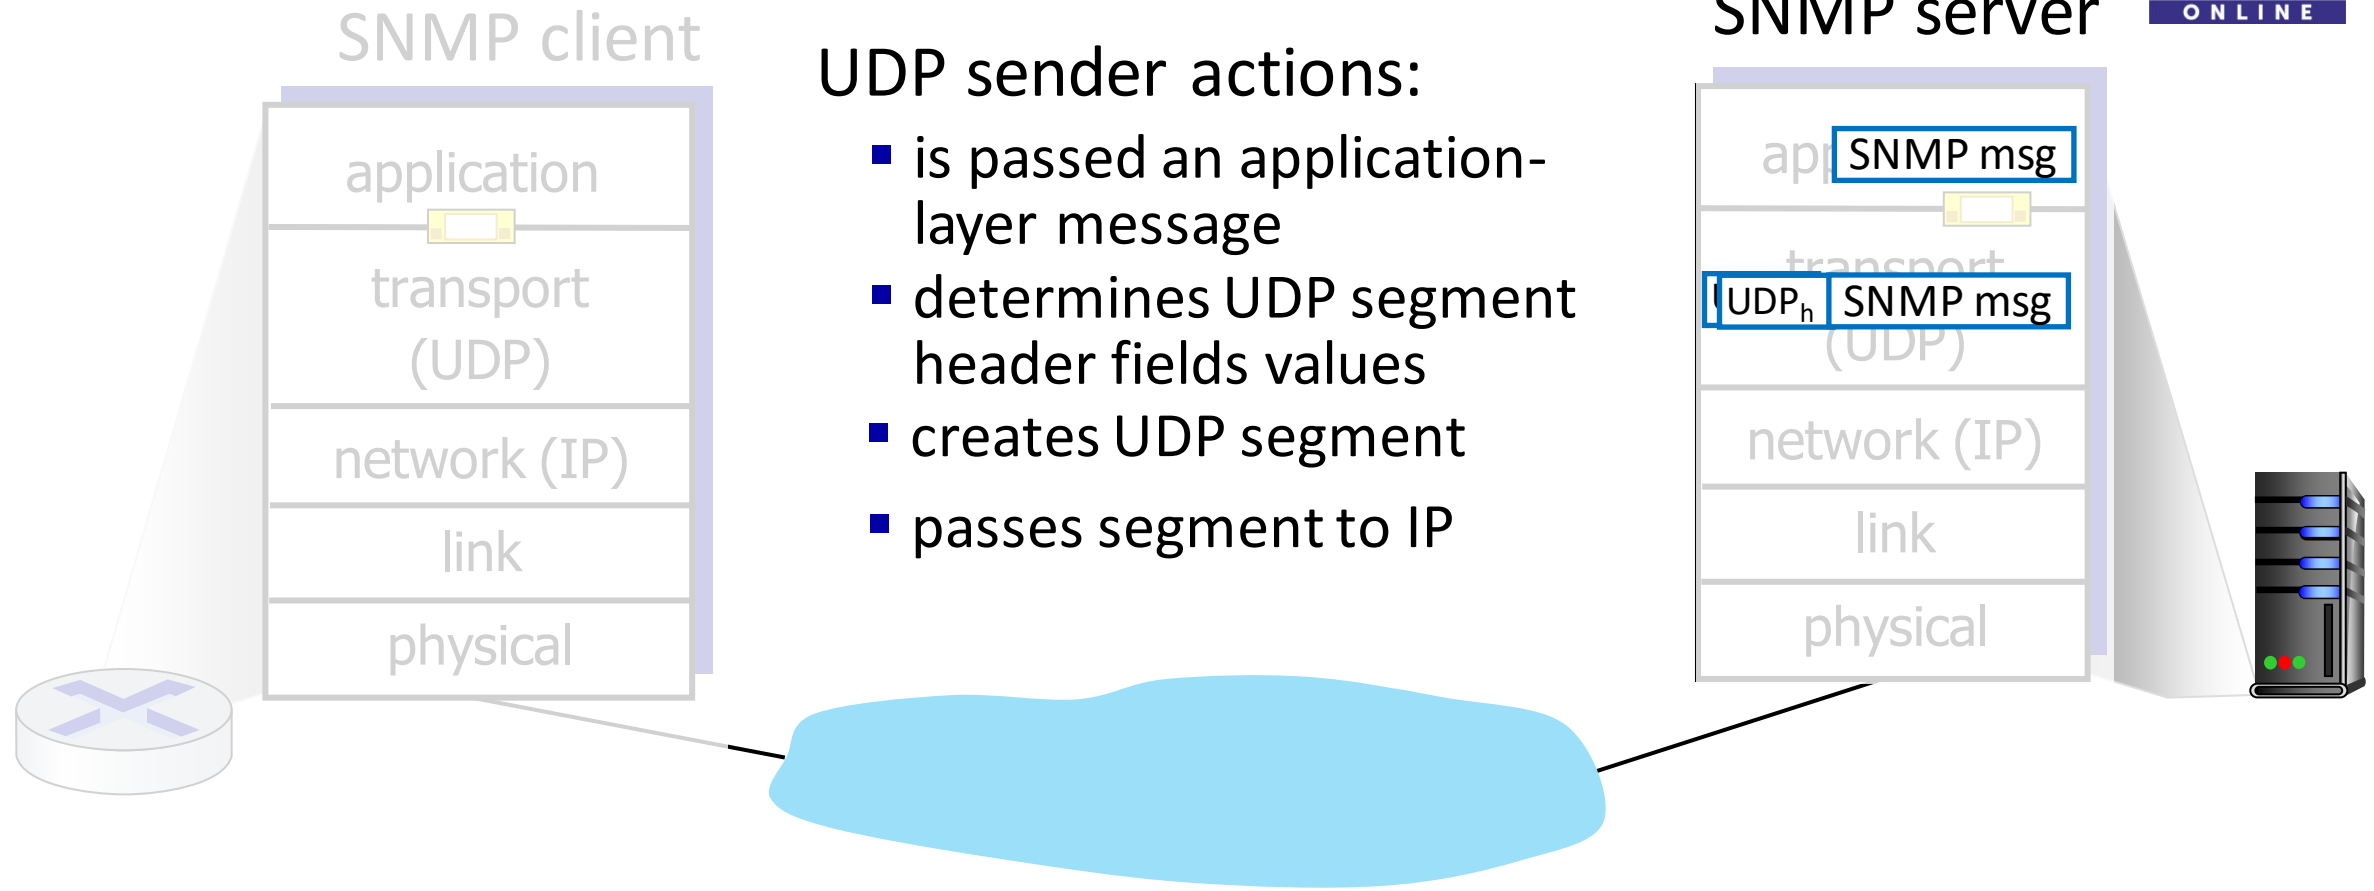 SNMP client
SNMP server
ONLINE
UDP sender actions:
is passed an application-
layer message
determines UDP segment
header fields values
creates UDP segment
passes segment to IP
application
transport
(UDP)
network (IP)
link
physical
SNMP msg
transport
UDPh SNMP msg
(UDP)
network (IP)
link
physical